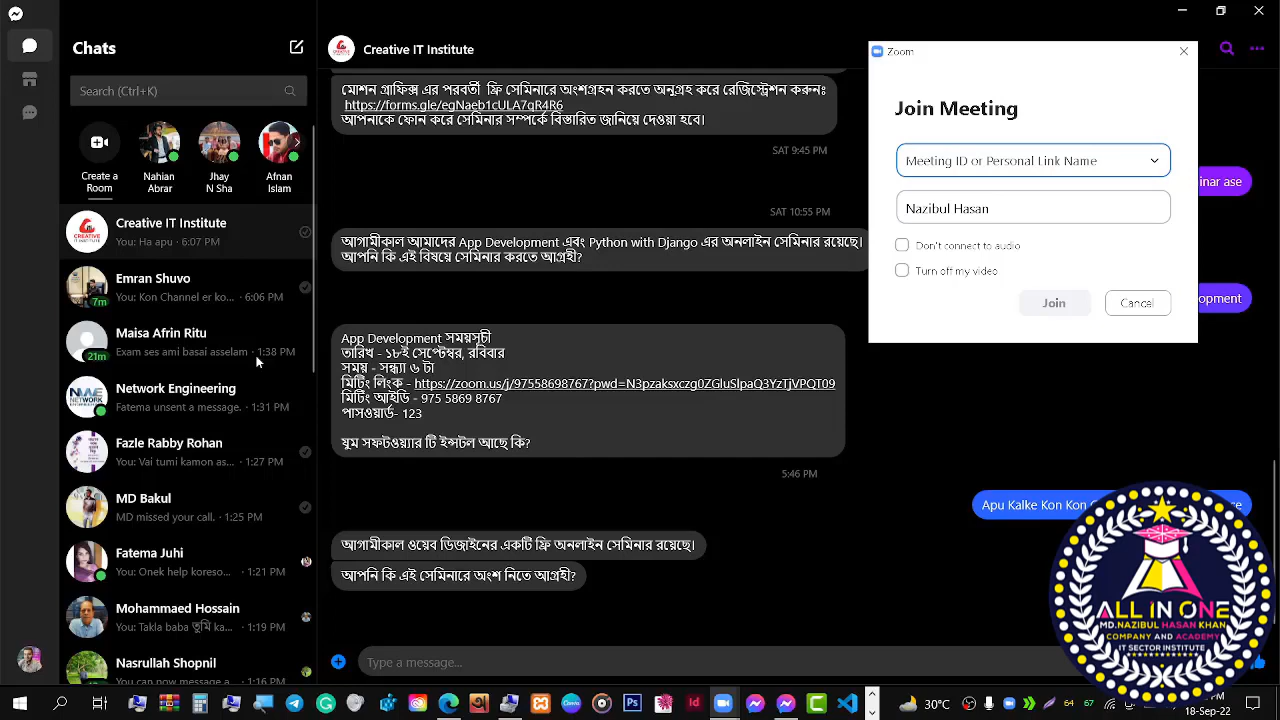 Chats
Search (Ctrl+K)
Create a
Room
Nahian
Abrar
Jhay
N Sha
Afnan
Islam
Creative IT Institute
You: Ha apu · 6:07 PM
Emran Shuvo
You: Kon Channel er ko... · 6:06 PM
7m
Maisa Afrin Ritu
Exam ses ami basai asselam · 1:38 PM
21m
Network Engineering
Fatema unsent a message. · 1:31 PM
Fazle Rabby Rohan
You: Vai tumi kamon as... · 1:27 PM
MD Bakul
MD missed your call. · 1:25 PM
Fatema Juhi
You: Onek help koreso... · 1:21 PM
Mohammaed Hossain
You: Takla baba তুমি ka... · 1:19 PM
Nasrullah Shopnil
You can now message a... · 1:16 PM
Creative IT Institute
মোশন গ্রাফিক্স এর পরবর্তী ফ্রি সেমিনারে অংশগ্রহন করতে অনুগ্রহ করে রেজিস্ট্রেশন করুনঃ
https://forms.gle/egNaeb1cULA7qR4R6
আপনাকে ফোন করে সেমিনার সম্পর্কে বিস্তারিত জানিয়ে দেওয়া হবে।
SAT 9:45 PM
inar ase
SAT 10:55 PM
আগামীকাল আমাদের App Development এবং Python with Django এর অনলাইন সেমিনার রয়েছে।
আপনি কি এই বিষয়ে সেমিনার করতে আগ্রহী?
opment
App Development সময়সূচী
তারিখ - ১৮ই সেপ্টেম্বর, রবিবার
সময় - সন্ধ্যা ৬ টা
মিটিং আইডি - 355 5869 8767
পাসওয়ার্ড- 123
যুম সফটওয়্যার টি ইন্সটল আছে কি?
5:46 PM
Apu Kalke Kon Kon
আগামীকাল ওয়েব ডিজাইনের একটি ফ্রি অনলাইন সেমিনার রয়েছে।
আপনি কি এই সেমিনারে অংশ নিতে আগ্রহী?
Type a message...
Zoom
Join Meeting
Meeting ID or Personal Link Name
Nazibul Hasan
Don't connect to audio
Turn off my video
Join
Cancel
ALL IN ONE
MD.NAZIBUL HASAN KHAN
COMPANY AND ACADEMY
IT SECTOR INSTITUTE
30°C
64
67
18-Sep-22